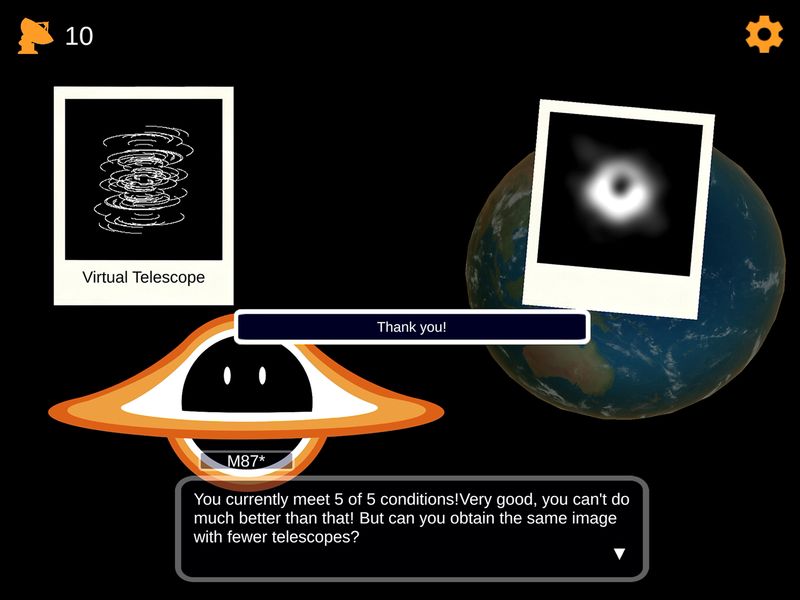 10
Virtual Telescope
Thank you!
M87*
You currently meet 5 of 5 conditions!Very good, you can't do
much better than that! But can you obtain the same image
with fewer telescopes?